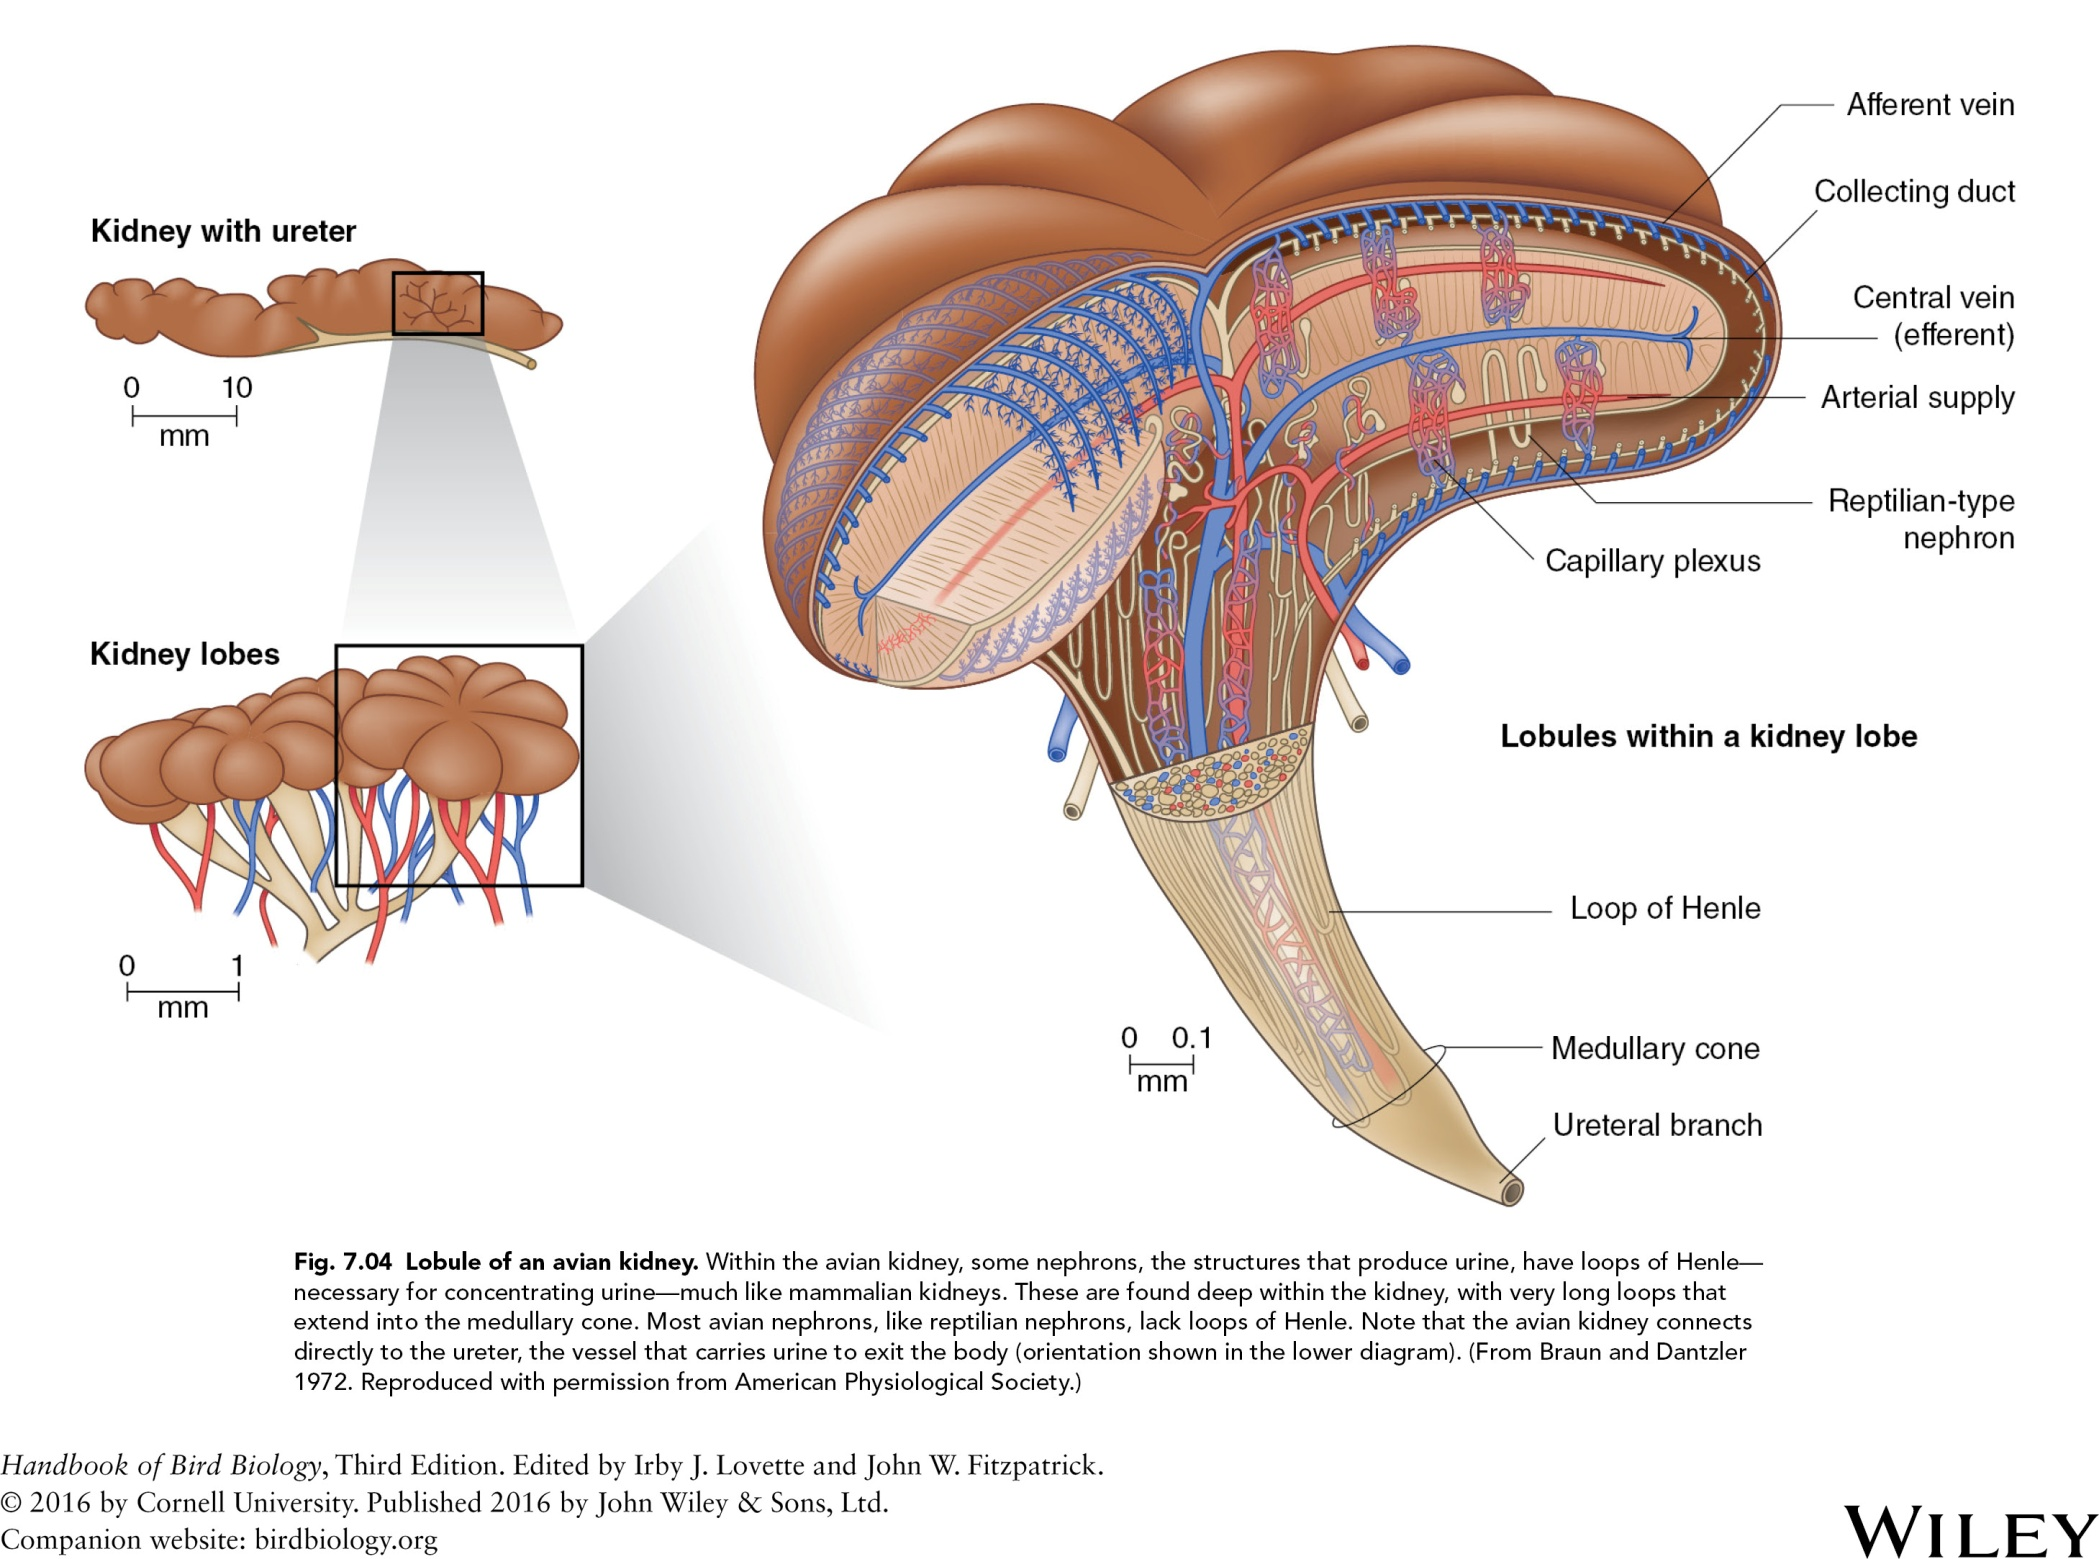 Kidney with ureter
0 10
mm
Kidney lobes
0 1
mm
Afferent vein
Collecting duct
Central vein
(efferent)
Arterial supply
Reptilian-type
nephron
Capillary plexus
Lobules within a kidney lobe
Loop of Henle
0 0.1
mm
Medullary cone
Ureteral branch
Fig. 7.04 Lobule of an avian kidney. Within the avian kidney, some nephrons, the structures that produce urine, have loops of Henle—
necessary for concentrating urine—much like mammalian kidneys. These are found deep within the kidney, with very long loops that
extend into the medullary cone. Most avian nephrons, like reptilian nephrons, lack loops of Henle. Note that the avian kidney connects
directly to the ureter, the vessel that carries urine to exit the body (orientation shown in the lower diagram). (From Braun and Dantzler
1972. Reproduced with permission from American Physiological Society.)
Handbook of Bird Biology, Third Edition. Edited by Irby J. Lovette and John W. Fitzpatrick.
© 2016 by Cornell University. Published 2016 by John Wiley & Sons, Ltd.
Companion website: birdbiology.org
WILEY